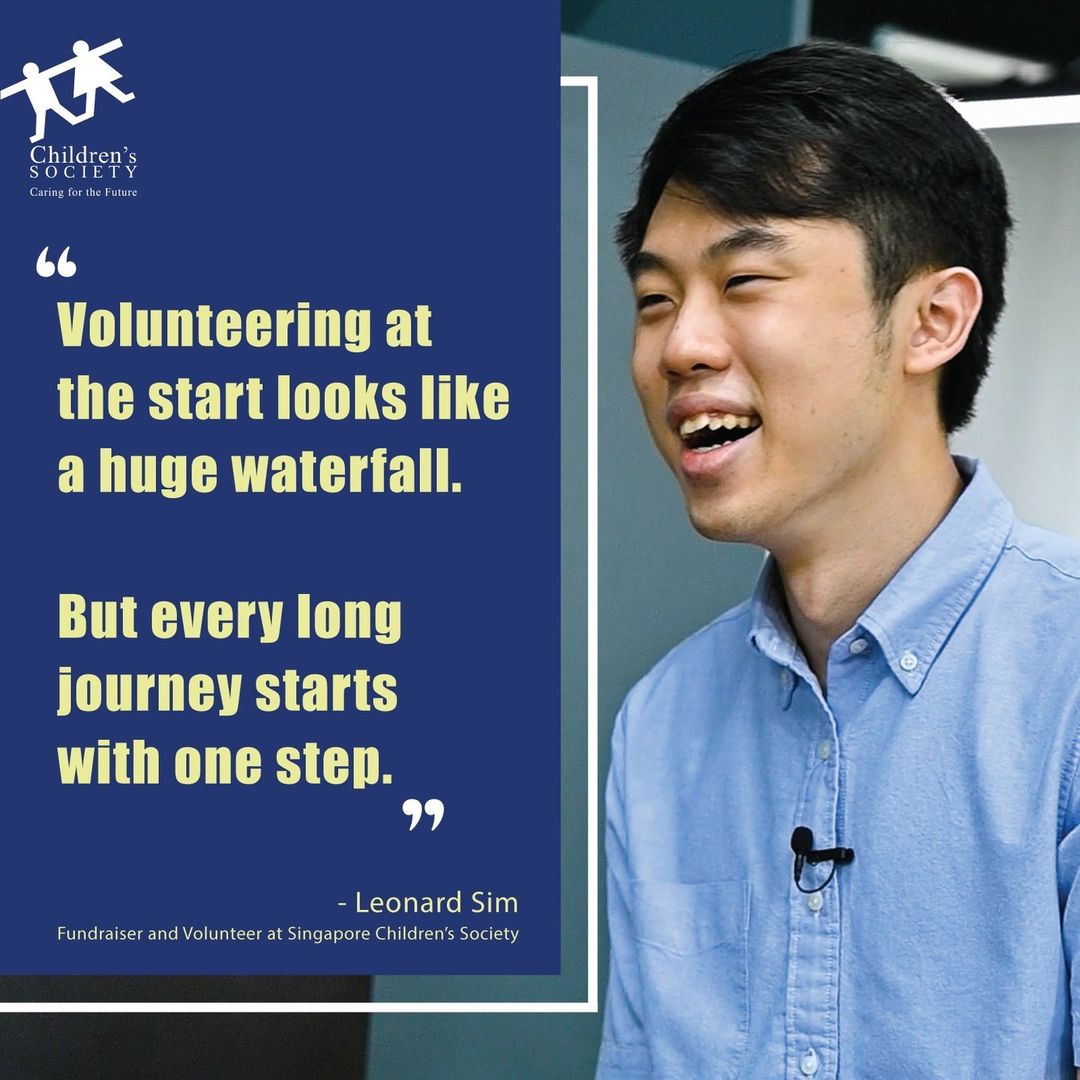 Children's
SOCIETY
Caring for the Future
“
Volunteering at
the start looks like
a huge waterfall.
But every long
journey starts
with one step.
”
- Leonard Sim
Fundraiser and Volunteer at Singapore Children's Society